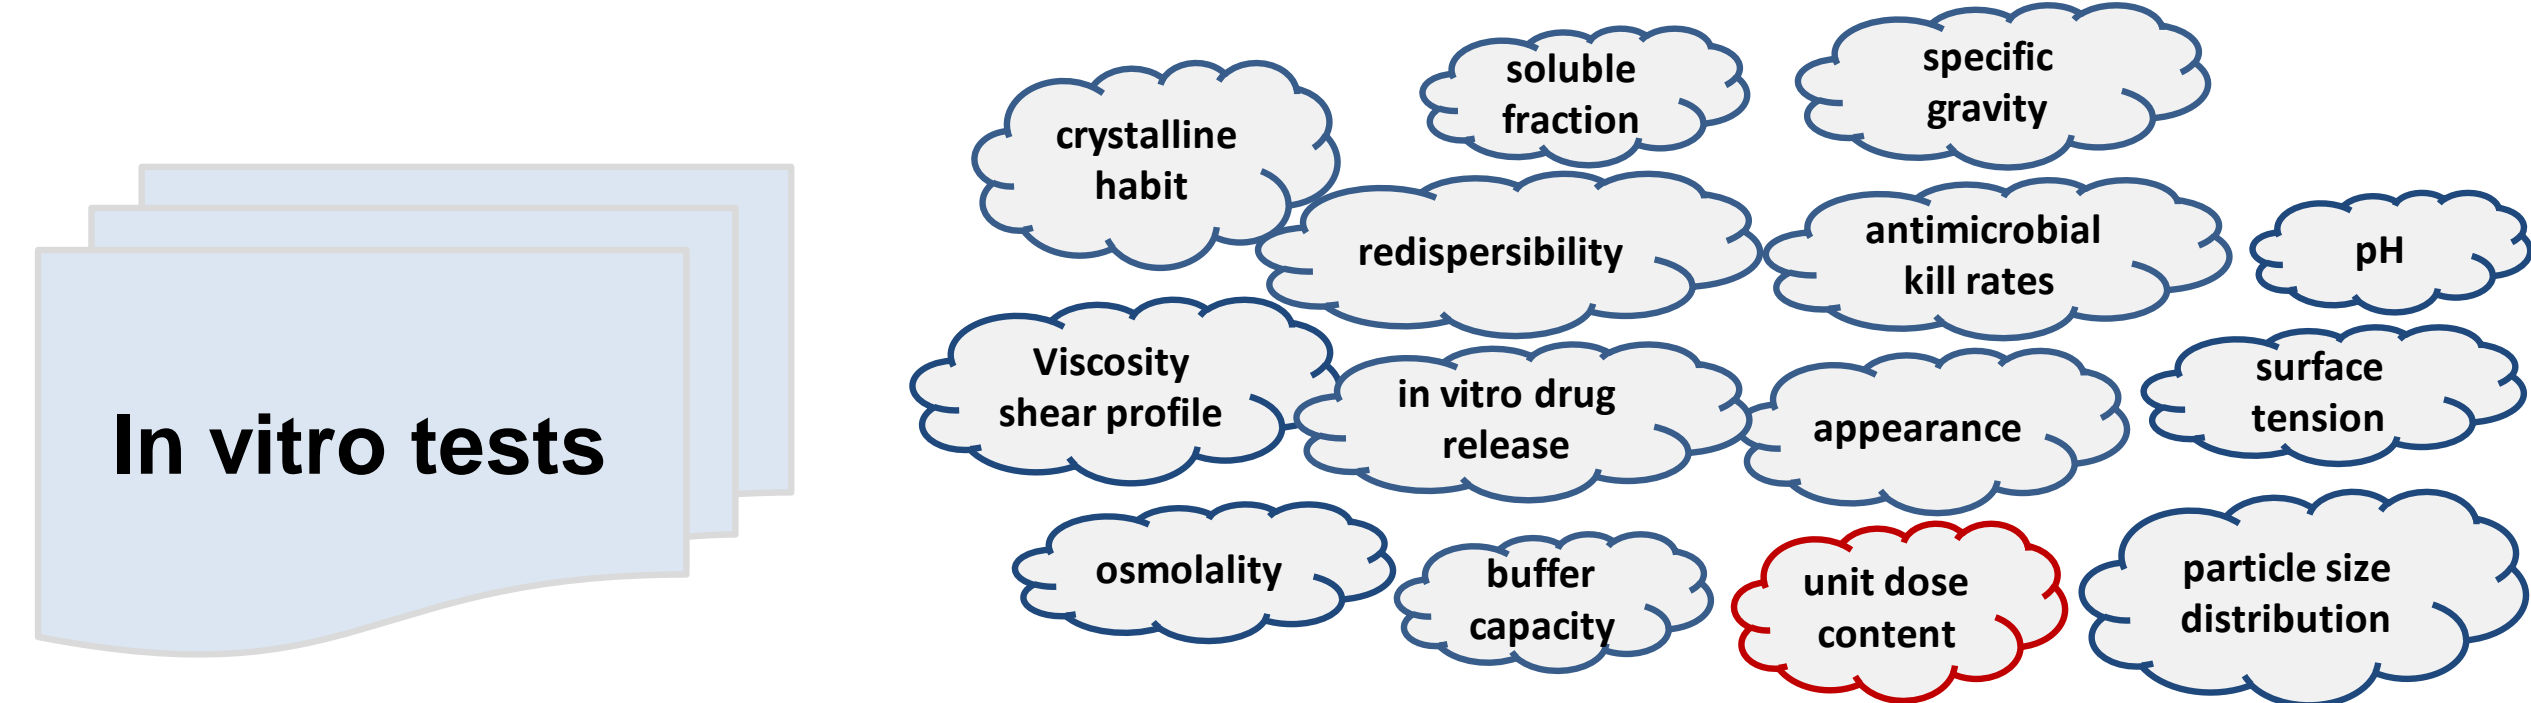 In vitro tests
crystalline
habit
soluble
fraction
specific
gravity
redispersibility
antimicrobial
kill rates
pH
Viscosity
shear profile
in vitro drug
release
appearance
surface
tension
osmolality
buffer
capacity
unit dose
content
particle size
distribution